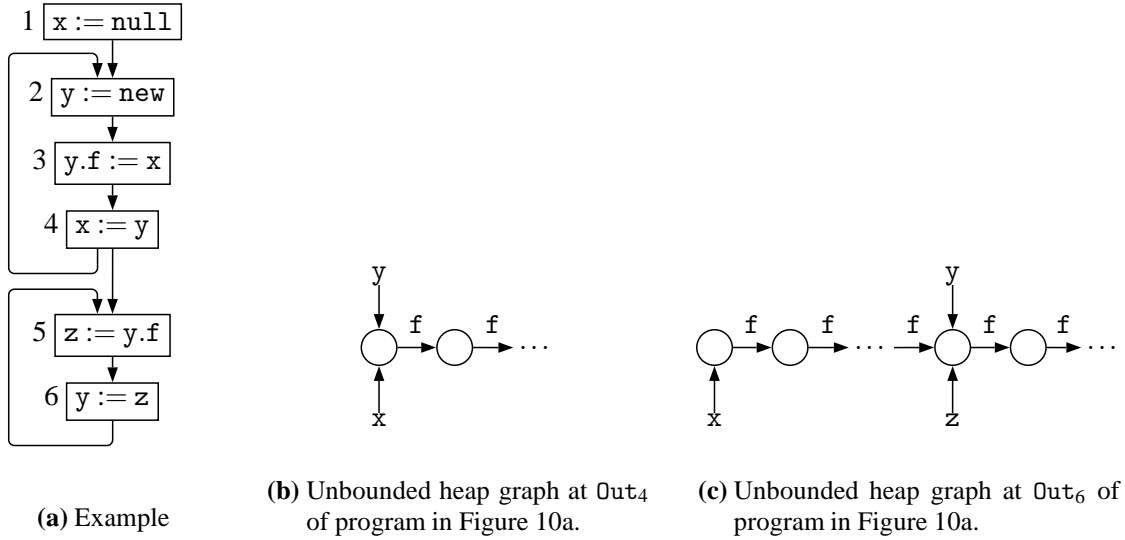 1 x := null
2 y := new
3 y.f := x
4 x := y
5 z := y.f
6 y := z
(a) Example
y
f f
···
x
(b) Unbounded heap graph at Out4
of program in Figure 10a.
y
f f f f f
··· ···
x z
(c) Unbounded heap graph at Out6 of
program in Figure 10a.